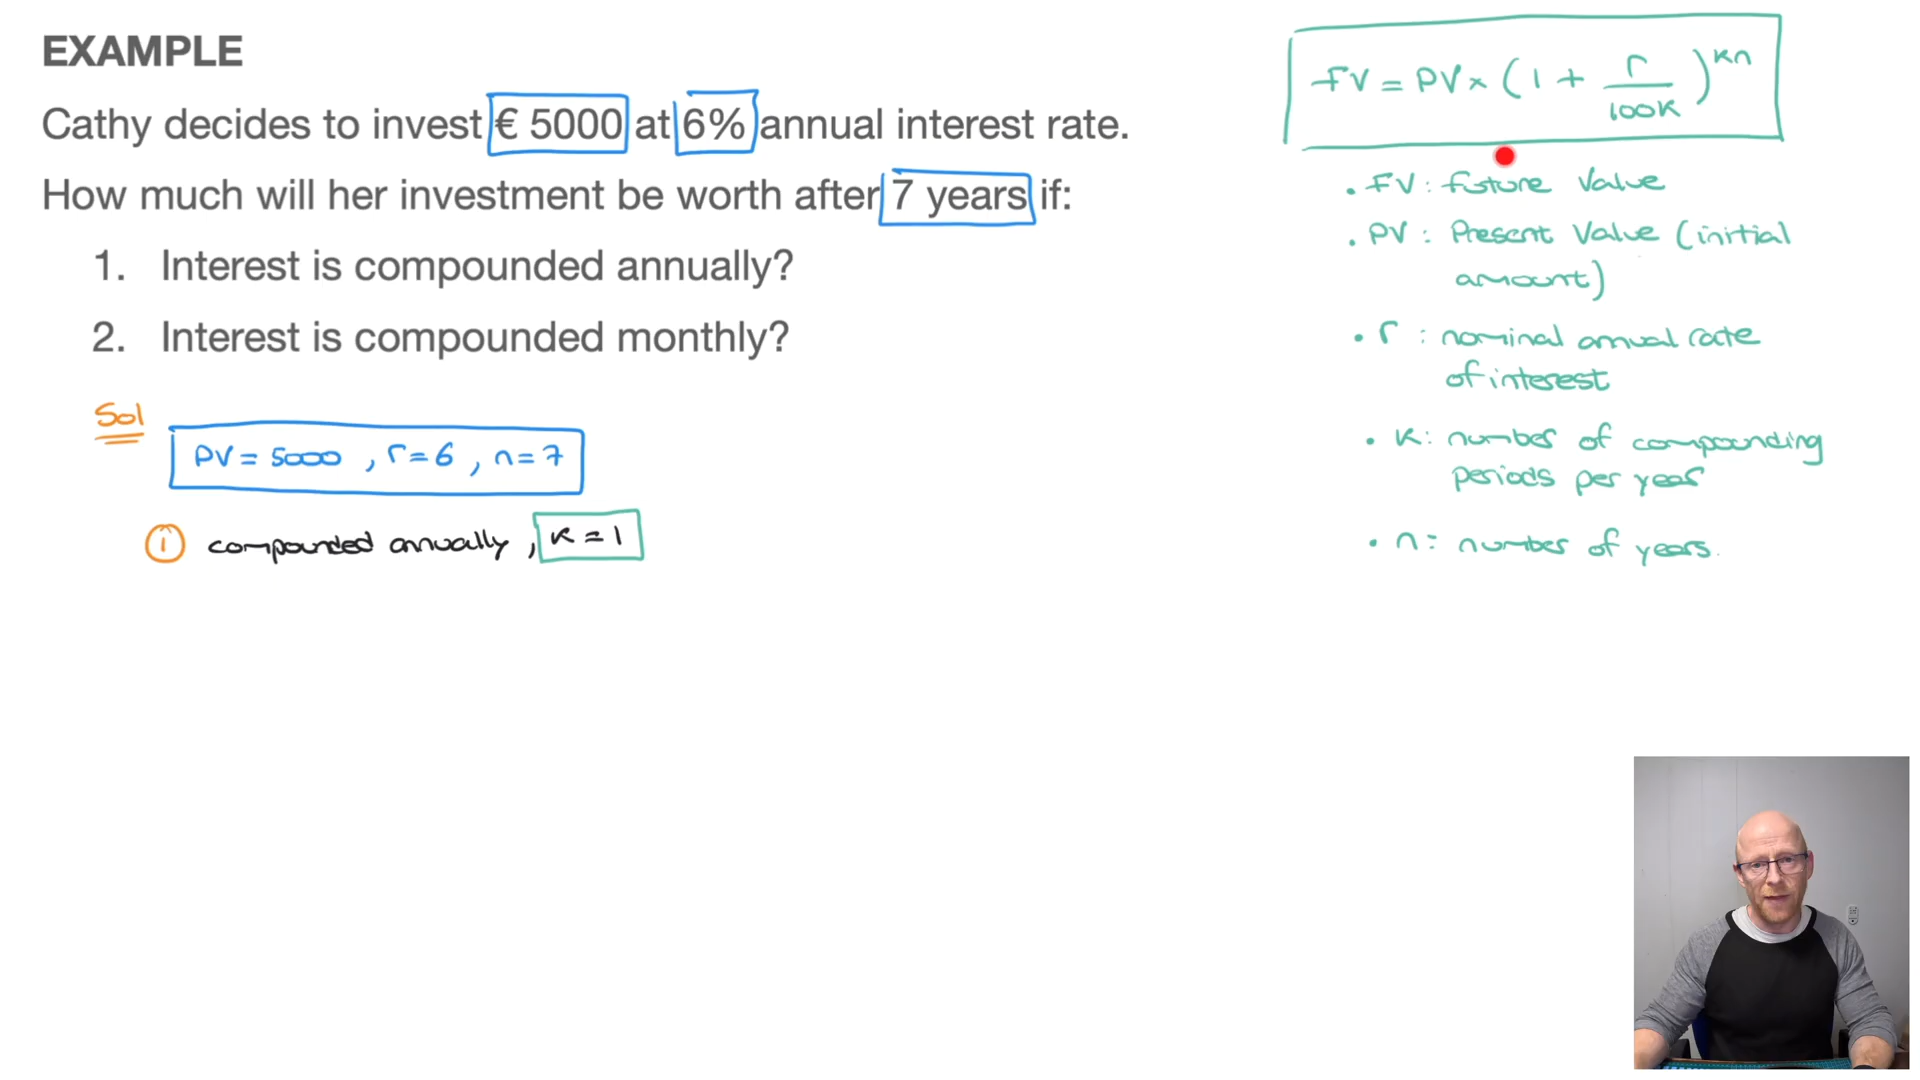 EXAMPLE
Cathy decides to invest € 5000 at 6% annual interest rate.
How much will her investment be worth after 7 years if:
1. Interest is compounded annually?
2. Interest is compounded monthly?
Sol
PV = 5000 , r = 6 , n = 7
1 compounded annually , k = 1
FV = PV × (1 + r/100k)^kn
• FV : Future Value
• PV : Present Value (initial
amount)
• r : nominal annual rate
of interest
• k : number of compounding
periods per year
• n : number of years.